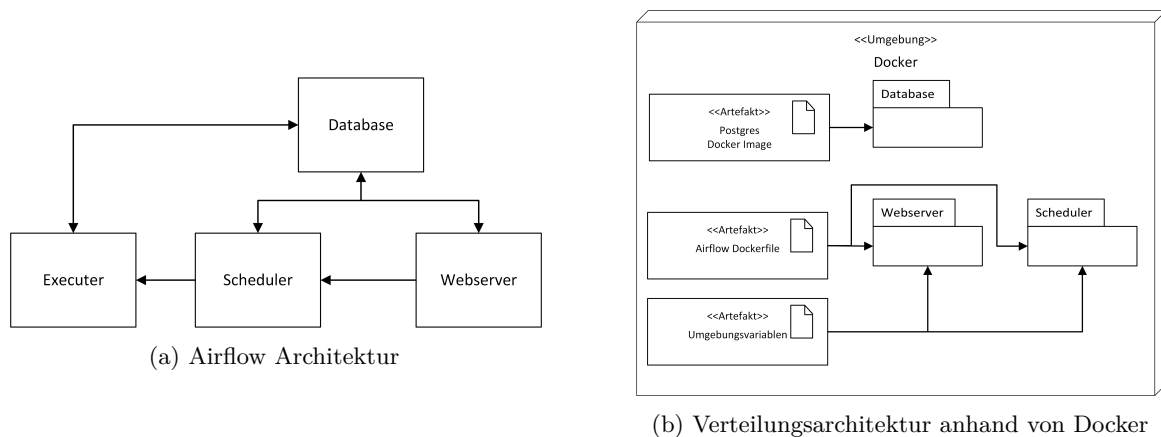 Database
Executer
Scheduler
Webserver
(a) Airflow Architektur
<<Umgebung>>
Docker
<<Artefakt>>
Postgres
Docker Image
Database
<<Artefakt>>
Airflow Dockerfile
Webserver
Scheduler
<<Artefakt>>
Umgebungsvariablen
(b) Verteilungsarchitektur anhand von Docker